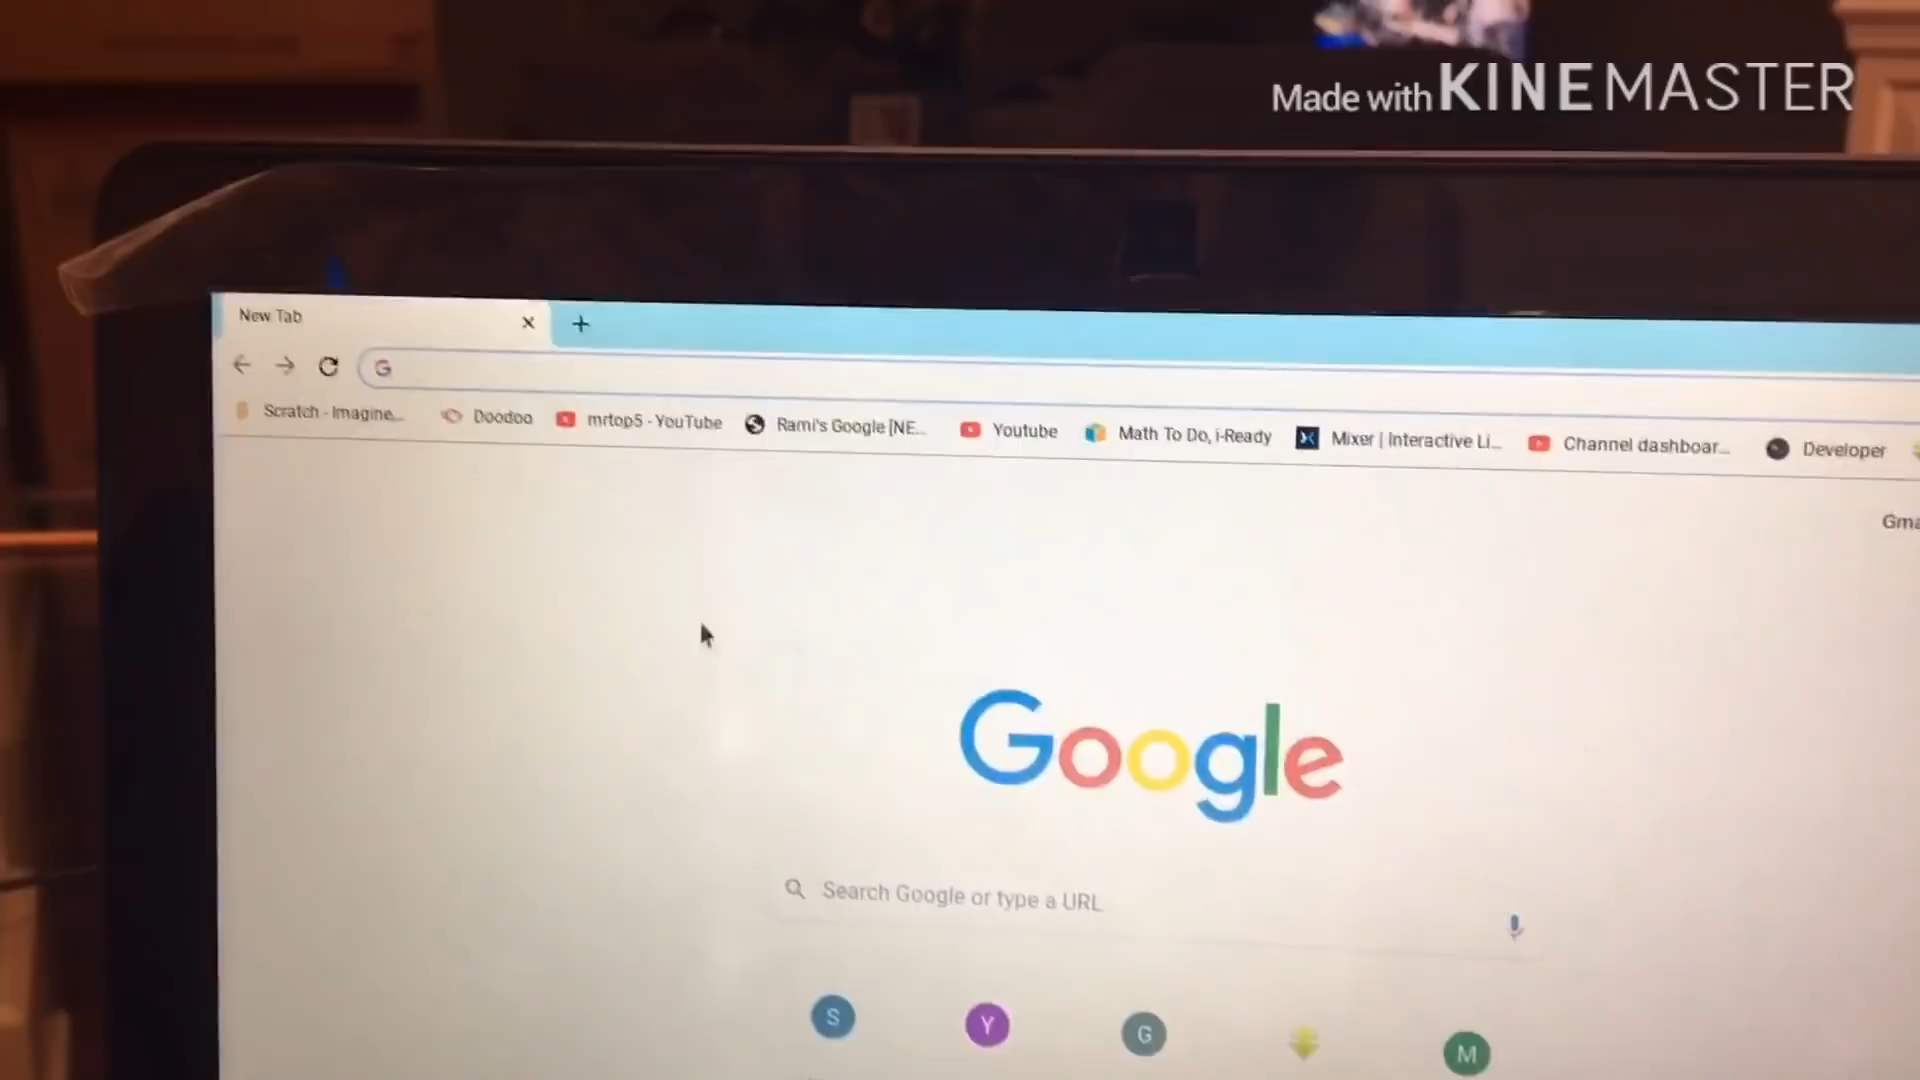 Made with KINEMASTER
New Tab
Scratch - Imagine... Doodoo mrtop5 - YouTube Rami's Google [NE... Youtube Math To Do, i-Ready Mixer | Interactive Li... Channel dashboar... Developer
Gma
Google
Search Google or type a URL
S Y G M